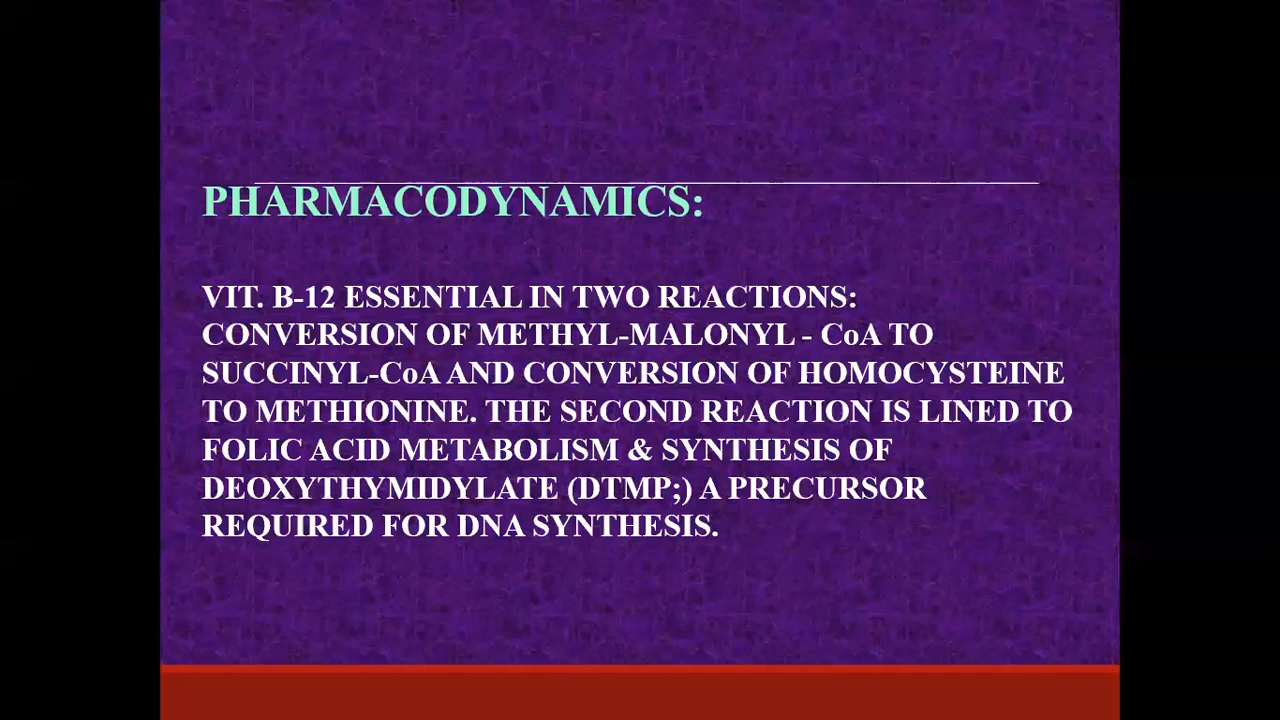 PHARMACODYNAMICS:
VIT. B-12 ESSENTIAL IN TWO REACTIONS:
CONVERSION OF METHYL-MALONYL - CoA TO
SUCCINYL-CoA AND CONVERSION OF HOMOCYSTEINE
TO METHIONINE. THE SECOND REACTION IS LINED TO
FOLIC ACID METABOLISM & SYNTHESIS OF
DEOXYTHYMIDYLATE (DTMP;) A PRECURSOR
REQUIRED FOR DNA SYNTHESIS.